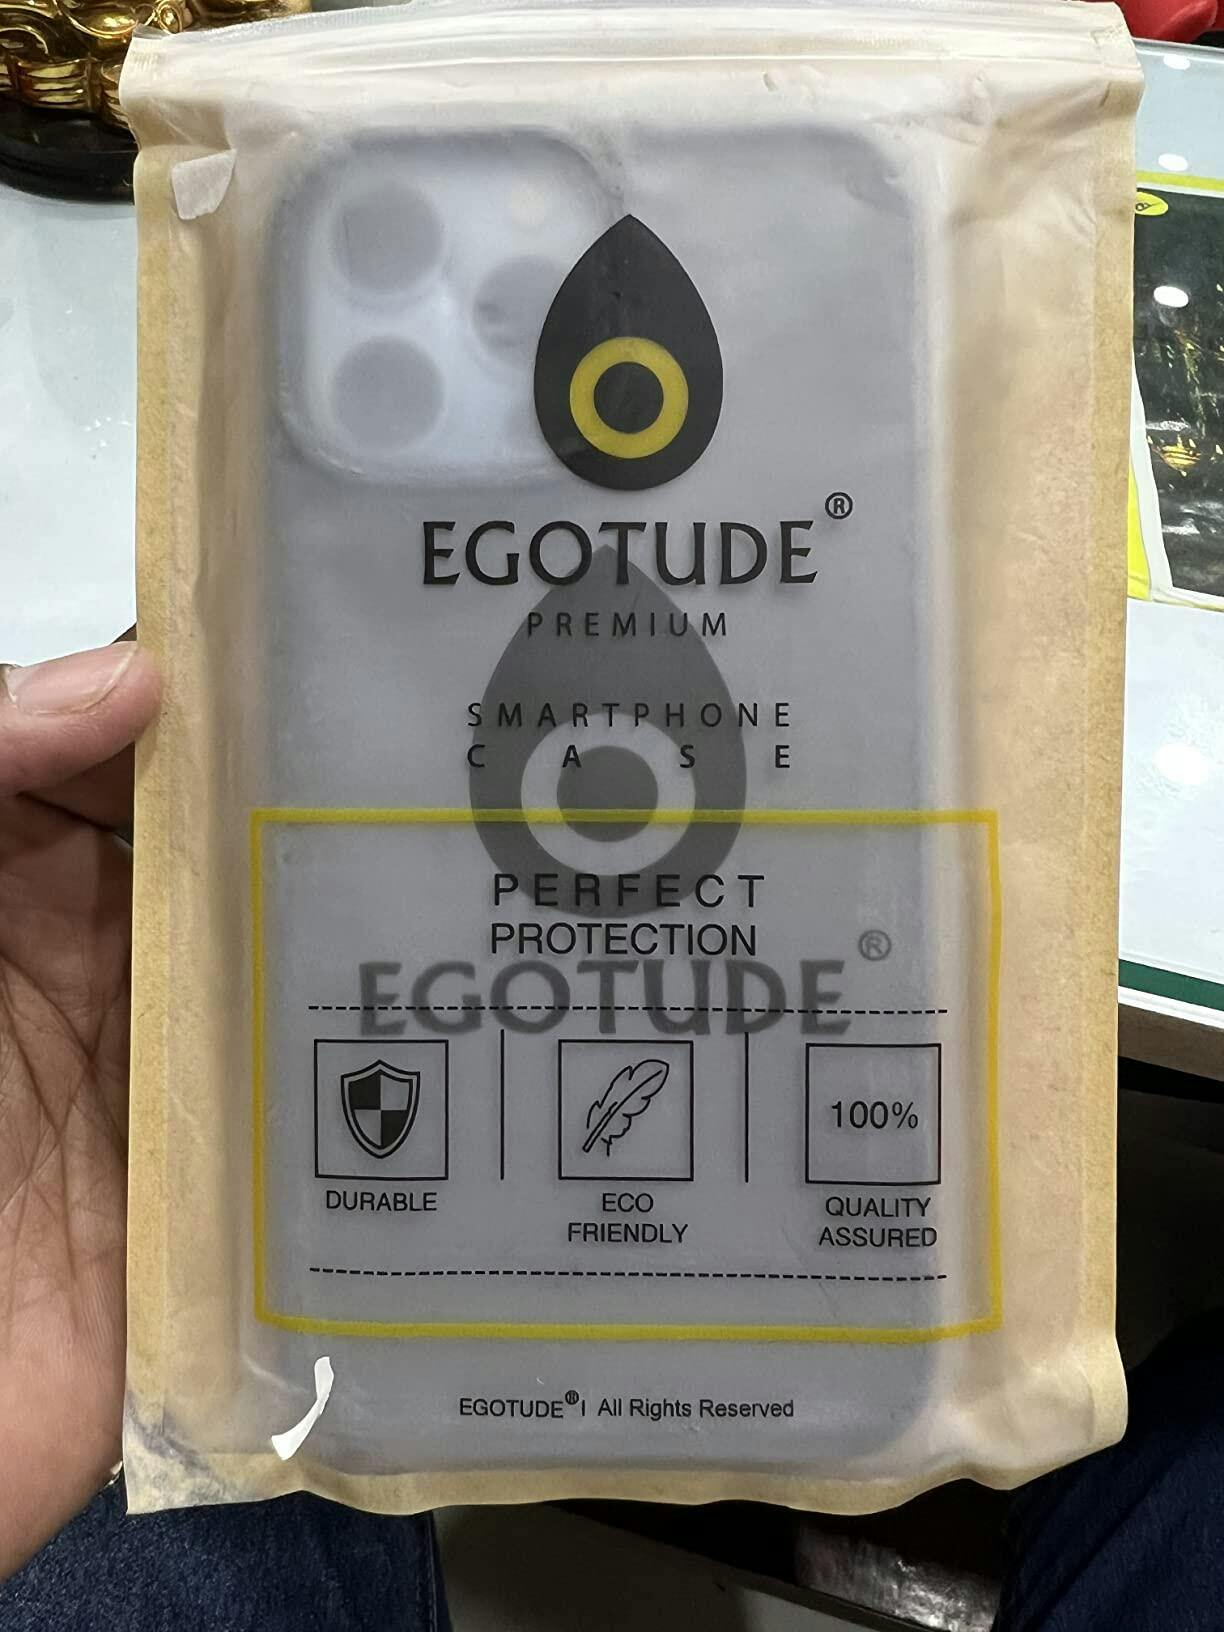 EGOTUDE®
PREMIUM
SMARTPHONE
CASE
PERFECT
PROTECTION
EGOTUDE®
DURABLE
ECO
FRIENDLY
100%
QUALITY
ASSURED
EGOTUDE®| All Rights Reserved